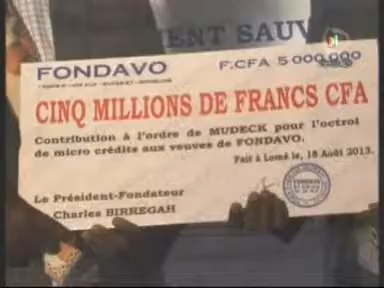 ENT SAUV
FONDAVO
F.CFA 5 000.000
CINQ MILLIONS DE FRANCS CFA
Contribution à l'ordre de MUDECK pour l'octroi
de micro crédits aux veuves de FONDAVO.
Fait à Lomé le, 18 Août 2013.
Le Président-Fondateur
Charles BIRREGAH